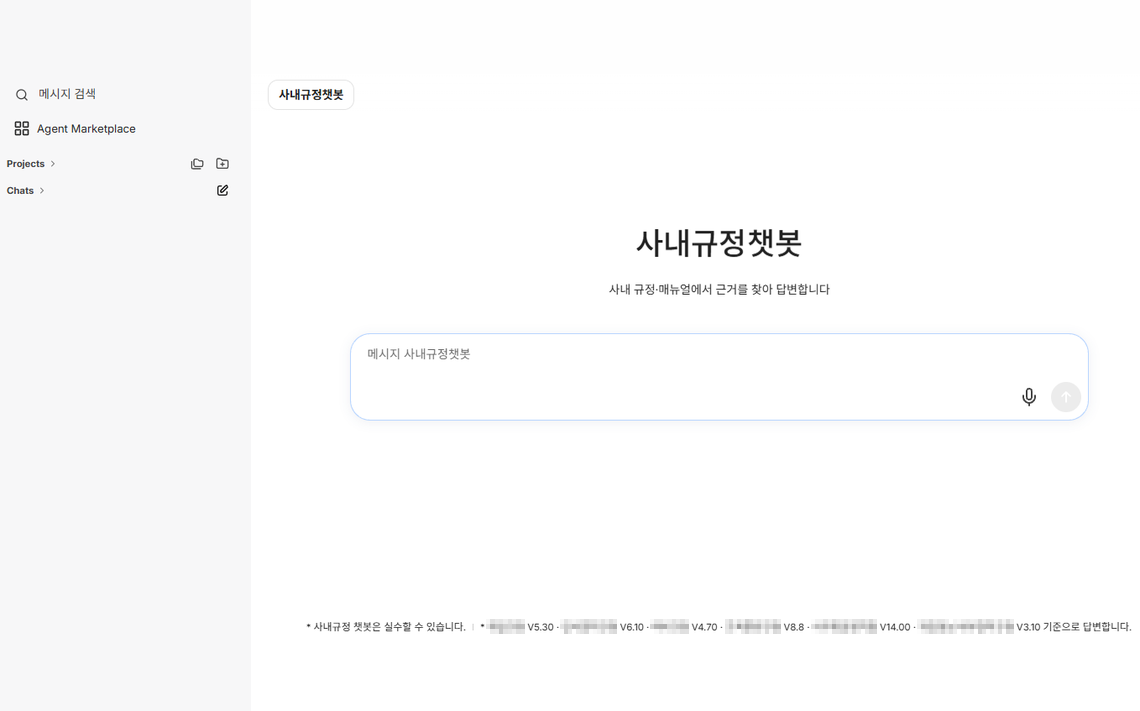 메시지 검색
Agent Marketplace
Projects
Chats
사내규정챗봇
사내규정챗봇
사내 규정·매뉴얼에서 근거를 찾아 답변합니다
메시지 사내규정챗봇
* 사내규정 챗봇은 실수할 수 있습니다. | * V5.30 · V6.10 · V4.70 · V8.8 · V14.00 · V3.10 기준으로 답변합니다.